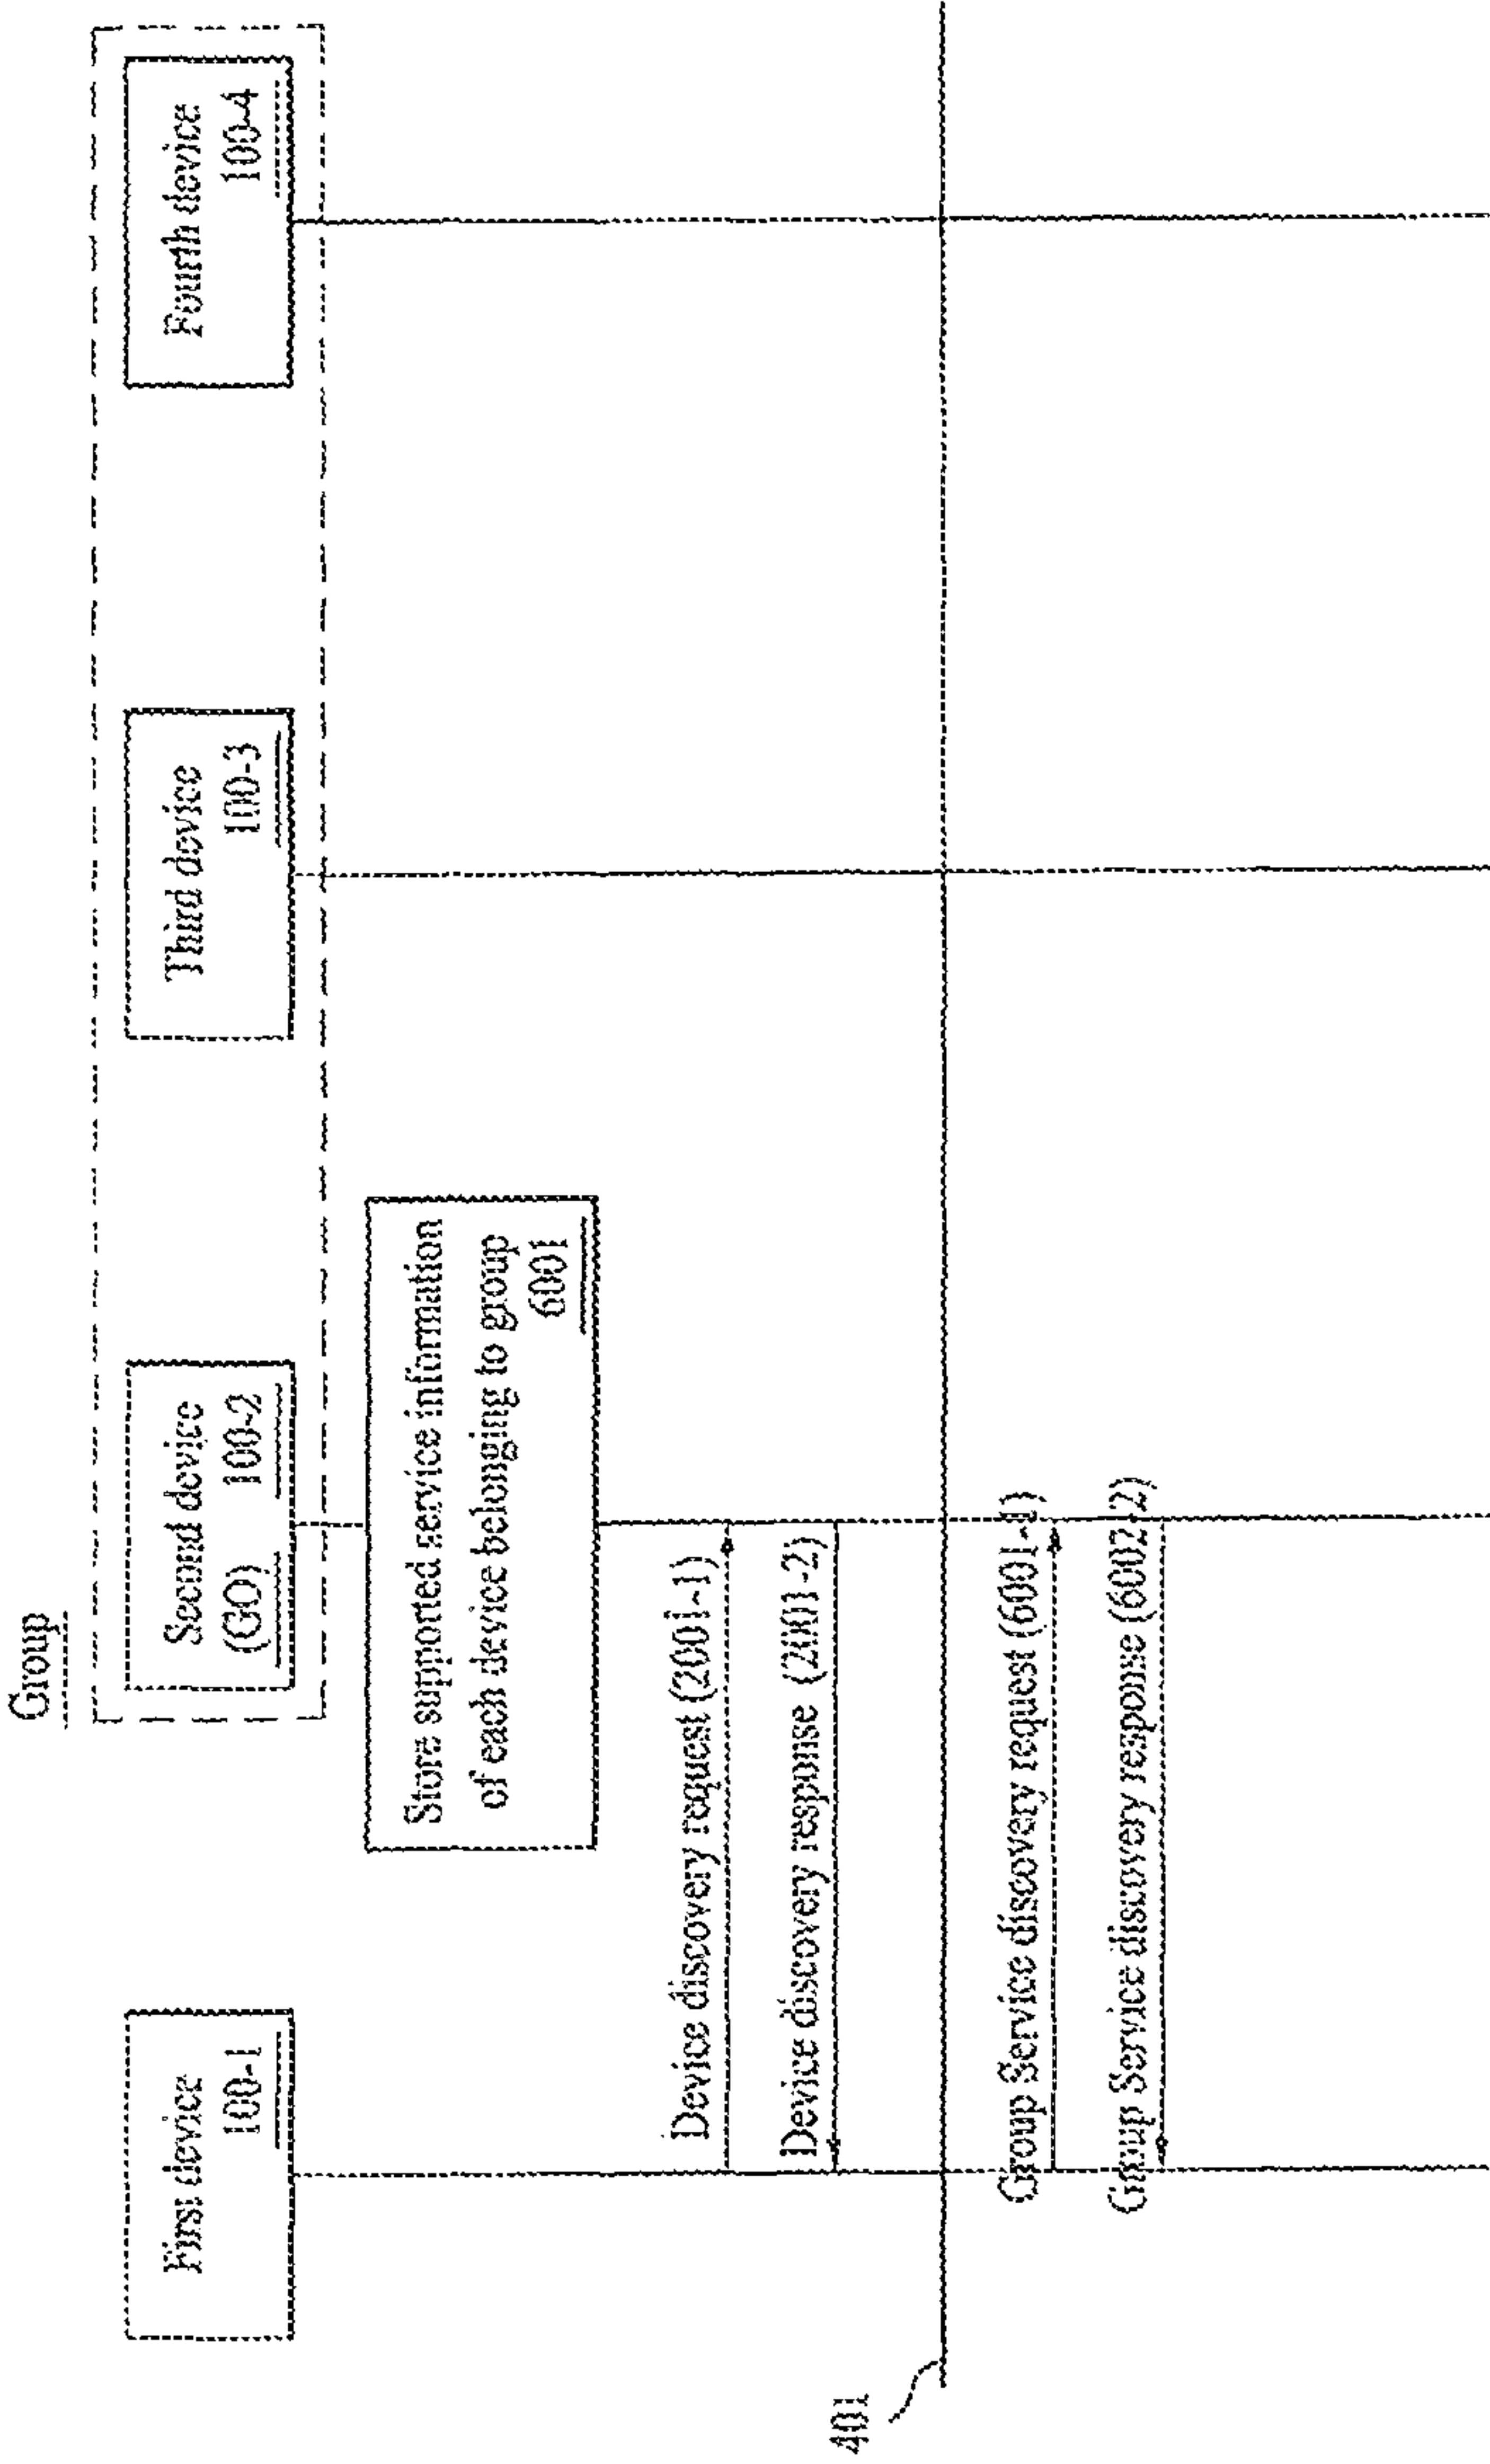 Group
First device
100-1
Second device
(GO) 100-2
Third device
100-3
Fourth device
100-4
Store supported service information
of each device belonging to group
6001
Device discovery request (2001-1)
Device discovery response (2001-2)
401
Group Service discovery request (6001-1)
Group Service discovery response (6002-2)